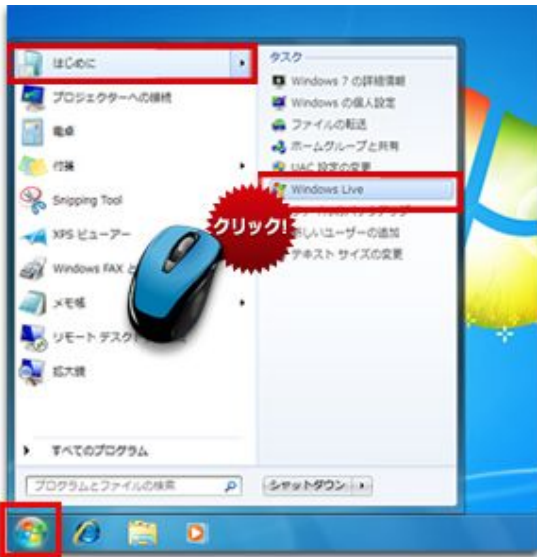 はじめに
プロジェクターへの接続
電卓
付箋
Snipping Tool
XPS ビューアー
Windows FAX と
メモ帳
リモート デスク
拡大鏡
すべてのプログラム
プログラムとファイルの検索
タスク
Windows 7 の詳細情報
Windows の個人設定
ファイルの転送
ホームグループと共有
UAC 設定の変更
Windows Live
新しいユーザーの追加
テキスト サイズの変更
シャットダウン
クリック!